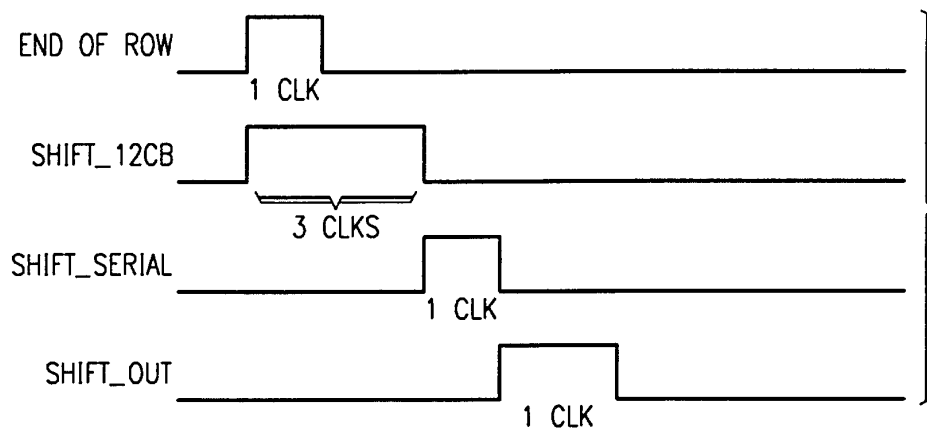 END OF ROW
1 CLK
SHIFT_12CB
3 CLKS
SHIFT_SERIAL
1 CLK
SHIFT_OUT
1 CLK